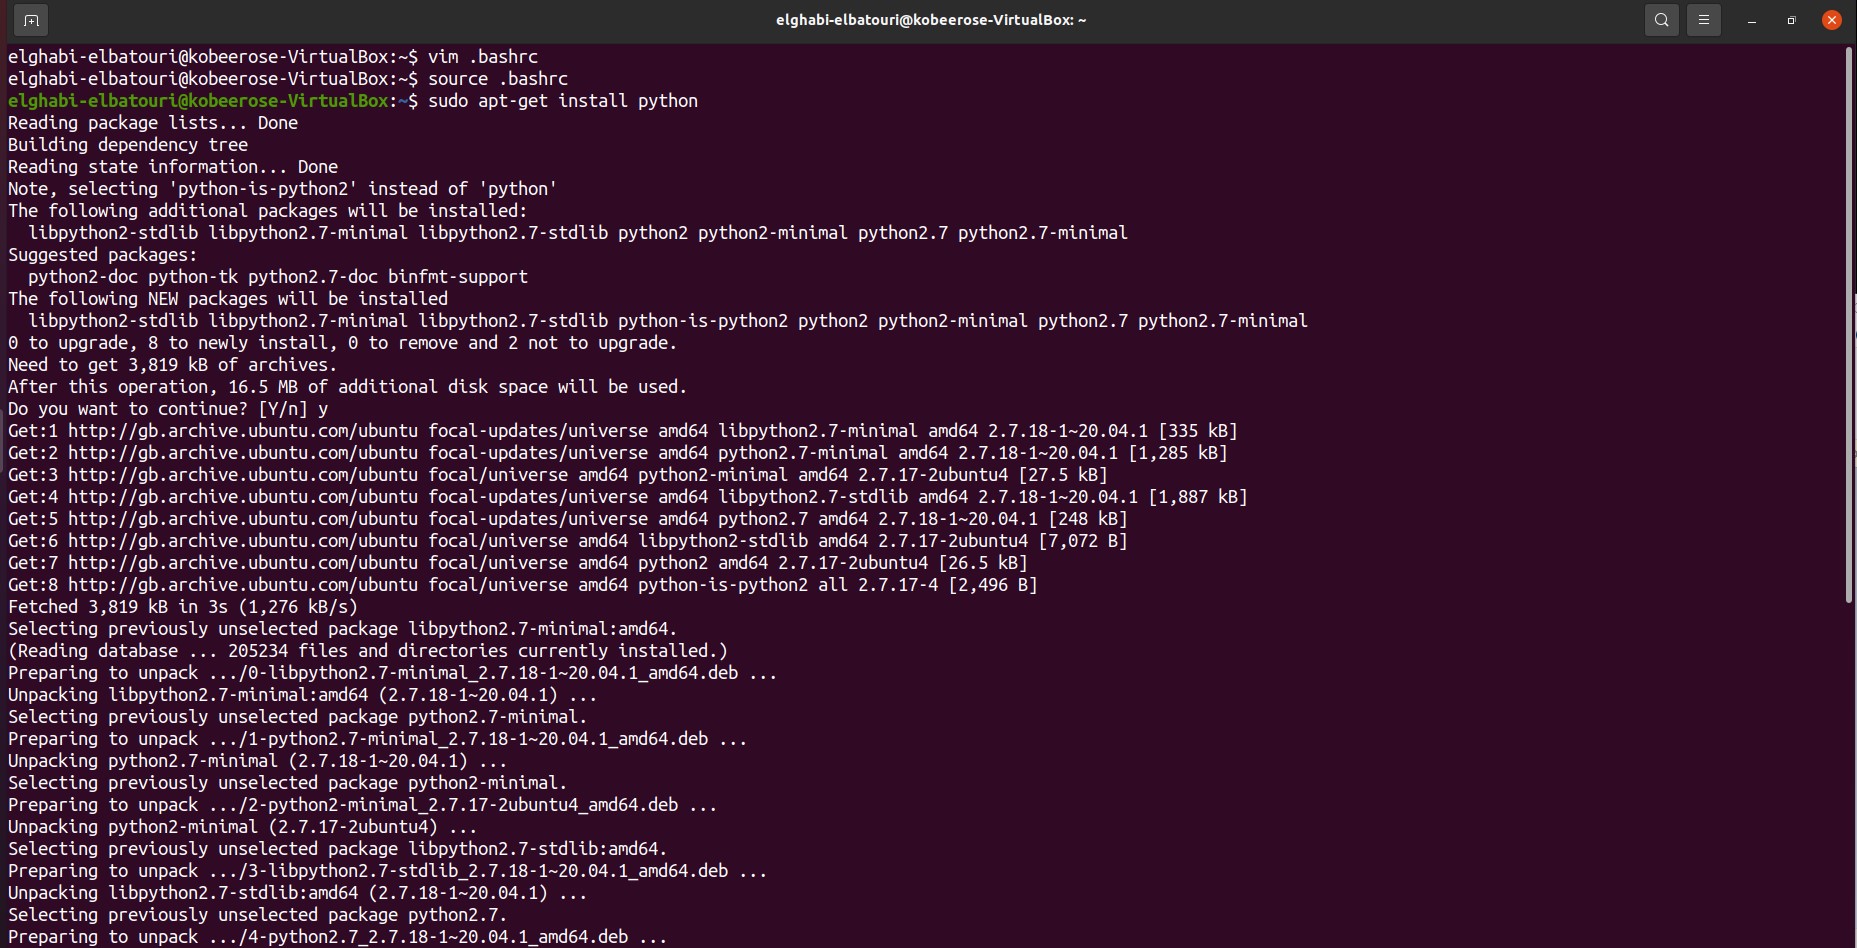 elghabi-elbatouri@kobeerose-VirtualBox: ~
elghabi-elbatouri@kobeerose-VirtualBox:~$ vim .bashrc
elghabi-elbatouri@kobeerose-VirtualBox:~$ source .bashrc
elghabi-elbatouri@kobeerose-VirtualBox:~$ sudo apt-get install python
Reading package lists... Done
Building dependency tree
Reading state information... Done
Note, selecting 'python-is-python2' instead of 'python'
The following additional packages will be installed:
  libpython2-stdlib libpython2.7-minimal libpython2.7-stdlib python2 python2-minimal python2.7 python2.7-minimal
Suggested packages:
  python2-doc python-tk python2.7-doc binfmt-support
The following NEW packages will be installed
  libpython2-stdlib libpython2.7-minimal libpython2.7-stdlib python-is-python2 python2 python2-minimal python2.7 python2.7-minimal
0 to upgrade, 8 to newly install, 0 to remove and 2 not to upgrade.
Need to get 3,819 kB of archives.
After this operation, 16.5 MB of additional disk space will be used.
Do you want to continue? [Y/n] y
Get:1 http://gb.archive.ubuntu.com/ubuntu focal-updates/universe amd64 libpython2.7-minimal amd64 2.7.18-1~20.04.1 [335 kB]
Get:2 http://gb.archive.ubuntu.com/ubuntu focal-updates/universe amd64 python2.7-minimal amd64 2.7.18-1~20.04.1 [1,285 kB]
Get:3 http://gb.archive.ubuntu.com/ubuntu focal/universe amd64 python2-minimal amd64 2.7.17-2ubuntu4 [27.5 kB]
Get:4 http://gb.archive.ubuntu.com/ubuntu focal-updates/universe amd64 libpython2.7-stdlib amd64 2.7.18-1~20.04.1 [1,887 kB]
Get:5 http://gb.archive.ubuntu.com/ubuntu focal-updates/universe amd64 python2.7 amd64 2.7.18-1~20.04.1 [248 kB]
Get:6 http://gb.archive.ubuntu.com/ubuntu focal/universe amd64 libpython2-stdlib amd64 2.7.17-2ubuntu4 [7,072 B]
Get:7 http://gb.archive.ubuntu.com/ubuntu focal/universe amd64 python2 amd64 2.7.17-2ubuntu4 [26.5 kB]
Get:8 http://gb.archive.ubuntu.com/ubuntu focal/universe amd64 python-is-python2 all 2.7.17-4 [2,496 B]
Fetched 3,819 kB in 3s (1,276 kB/s)
Selecting previously unselected package libpython2.7-minimal:amd64.
(Reading database ... 205234 files and directories currently installed.)
Preparing to unpack .../0-libpython2.7-minimal_2.7.18-1~20.04.1_amd64.deb ...
Unpacking libpython2.7-minimal:amd64 (2.7.18-1~20.04.1) ...
Selecting previously unselected package python2.7-minimal.
Preparing to unpack .../1-python2.7-minimal_2.7.18-1~20.04.1_amd64.deb ...
Unpacking python2.7-minimal (2.7.18-1~20.04.1) ...
Selecting previously unselected package python2-minimal.
Preparing to unpack .../2-python2-minimal_2.7.17-2ubuntu4_amd64.deb ...
Unpacking python2-minimal (2.7.17-2ubuntu4) ...
Selecting previously unselected package libpython2.7-stdlib:amd64.
Preparing to unpack .../3-libpython2.7-stdlib_2.7.18-1~20.04.1_amd64.deb ...
Unpacking libpython2.7-stdlib:amd64 (2.7.18-1~20.04.1) ...
Selecting previously unselected package python2.7.
Preparing to unpack .../4-python2.7_2.7.18-1~20.04.1_amd64.deb ...